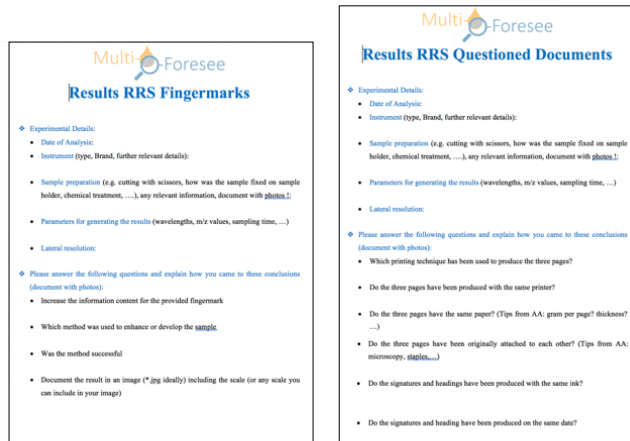 Multi-Foresee
Results RRS Fingermarks
❖ Experimental Details:
• Date of Analysis:
• Instrument (type, Brand, further relevant details):
• Sample preparation (e.g. cutting with scissors, how was the sample fixed on sample
holder, chemical treatment, ....), any relevant information, document with photos !:
• Parameters for generating the results (wavelengths, m/z values, sampling time, ...)
• Lateral resolution:
❖ Please answer the following questions and explain how you came to these conclusions
(document with photos):
• Increase the information content for the provided fingermark
• Which method was used to enhance or develop the sample
• Was the method successful
• Document the result in an image (*.jpg ideally) including the scale (or any scale you
can include in your image)
Multi-Foresee
Results RRS Questioned Documents
❖ Experimental Details:
• Date of Analysis:
• Instrument (type, Brand, further relevant details):
• Sample preparation (e.g. cutting with scissors, how was the sample fixed on sample
holder, chemical treatment, ....), any relevant information, document with photos !:
• Parameters for generating the results (wavelengths, m/z values, sampling time, ...)
• Lateral resolution:
❖ Please answer the following questions and explain how you came to these conclusions
(document with photos):
• Which printing technique has been used to produce the three pages?
• Do the three pages have been produced with the same printer?
• Do the three pages have the same paper? (Tips from AA: gram per page? thickness?
...)
• Do the three pages have been originally attached to each other? (Tips from AA:
microscopy, staples,...)
• Do the signatures and headings have been produced with the same ink?
• Do the signatures and heading have been produced on the same date?